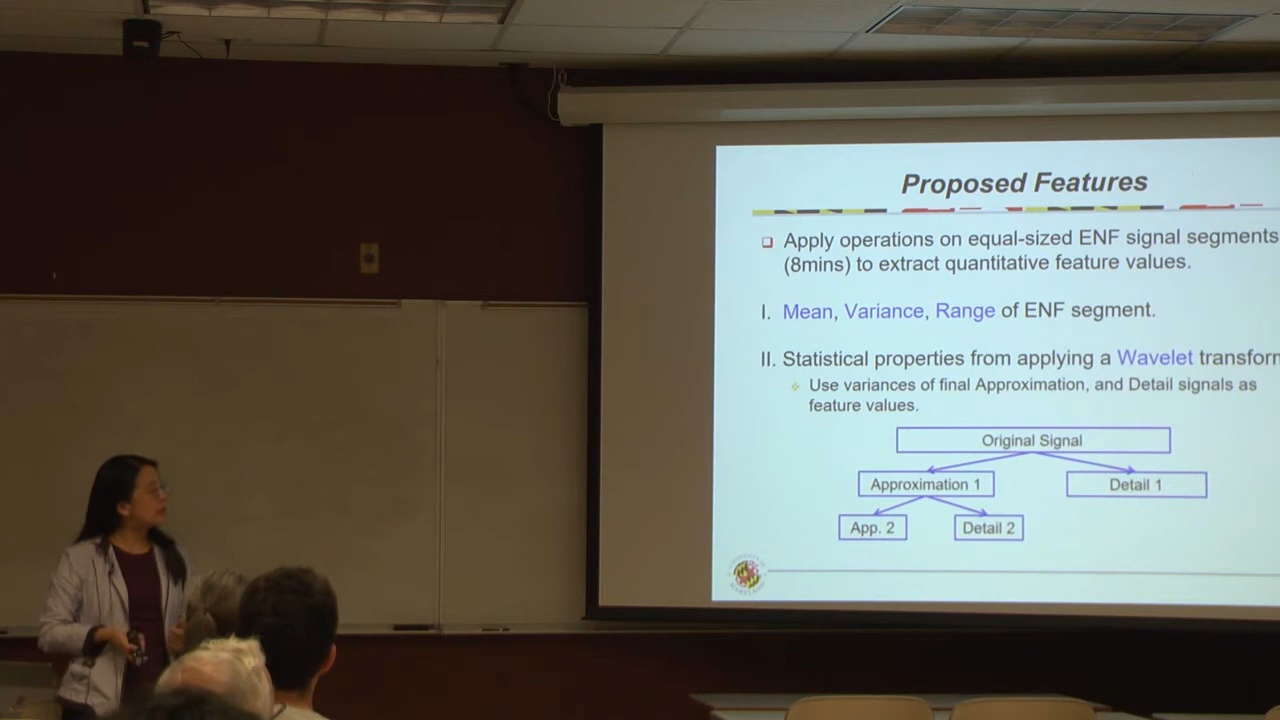 Proposed Features
Apply operations on equal-sized ENF signal segments
(8mins) to extract quantitative feature values.
I. Mean, Variance, Range of ENF segment.
II. Statistical properties from applying a Wavelet transform
Use variances of final Approximation, and Detail signals as
feature values.
Original Signal
Approximation 1
Detail 1
App. 2
Detail 2